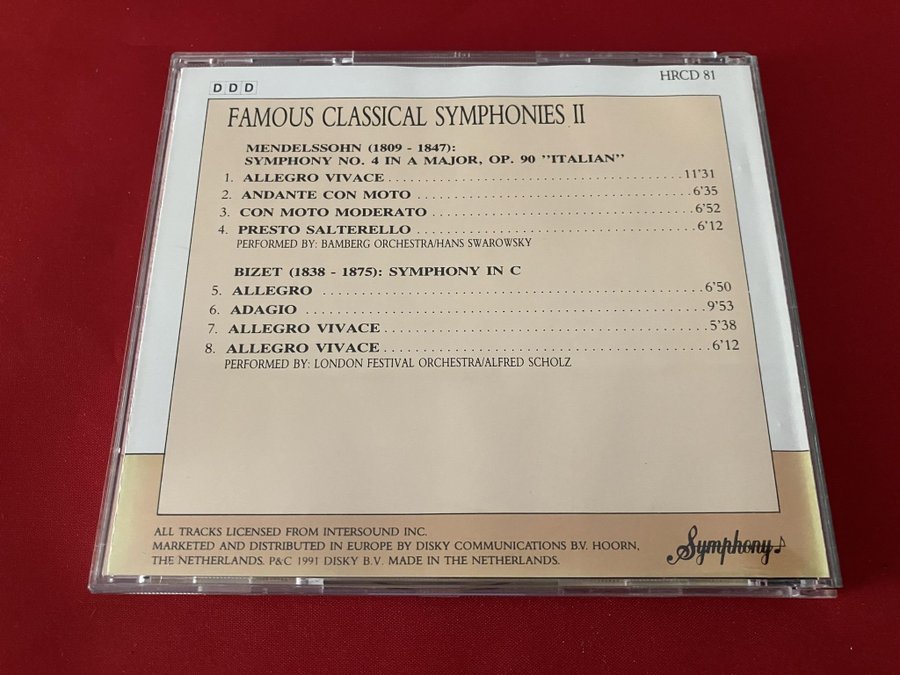 HRCD 81
DDD
FAMOUS CLASSICAL SYMPHONIES II
MENDELSSOHN (1809 - 1847):
SYMPHONY NO. 4 IN A MAJOR, OP. 90 ’’ITALIAN’’
1. ALLEGRO VIVACE 11’31
2. ANDANTE CON MOTO 6’35
3. CON MOTO MODERATO 6’52
4. PRESTO SALTERELLO 6’12
PERFORMED BY: BAMBERG ORCHESTRA/HANS SWAROWSKY
BIZET (1838 - 1875): SYMPHONY IN C
5. ALLEGRO 6’50
6. ADAGIO 9’53
7. ALLEGRO VIVACE 5’38
8. ALLEGRO VIVACE 6’12
PERFORMED BY: LONDON FESTIVAL ORCHESTRA/ALFRED SCHOLZ
ALL TRACKS LICENSED FROM INTERSOUND INC.
MARKETED AND DISTRIBUTED IN EUROPE BY DISKY COMMUNICATIONS B.V. HOORN,
THE NETHERLANDS. P&C 1991 DISKY B.V. MADE IN THE NETHERLANDS.
Symphony